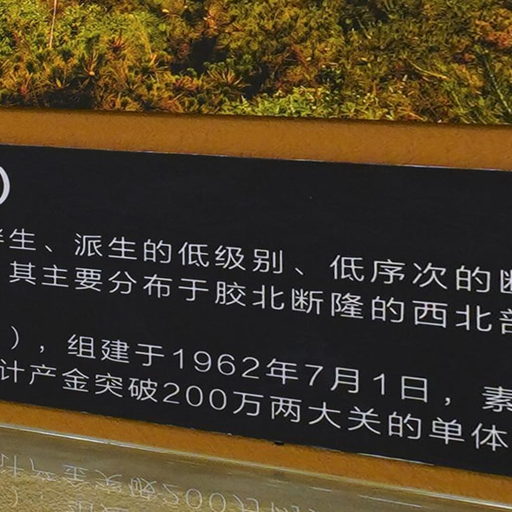 )
生、派生的低级别、低序次的
其主要分布于胶北断隆的西北部
），组建于1962年7月1日，素
计产金突破200万两大关的单体